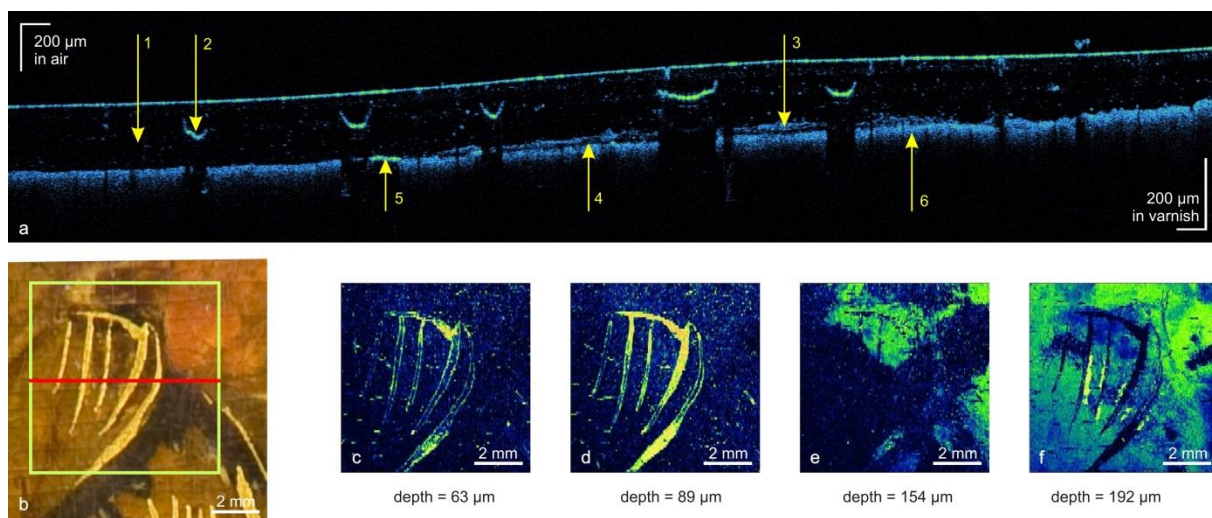 200 µm
in air
1
2
3
5
4
6
200 µm
in varnish
a
b
2 mm
c
2 mm
d
2 mm
e
2 mm
f
2 mm
depth = 63 µm
depth = 89 µm
depth = 154 µm
depth = 192 µm